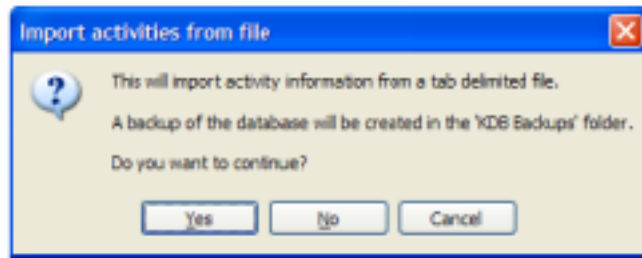 Import activities from file
This will import activity information from a tab delimited file.
A backup of the database will be created in the 'KDB Backups' folder.
Do you want to continue?
Yes No Cancel